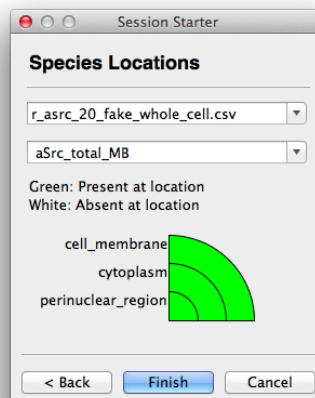 Session Starter
Species Locations
r_asrc_20_fake_whole_cell.csv
aSrc_total_MB
Green: Present at location
White: Absent at location
cell_membrane
cytoplasm
perinuclear_region
< Back Finish Cancel